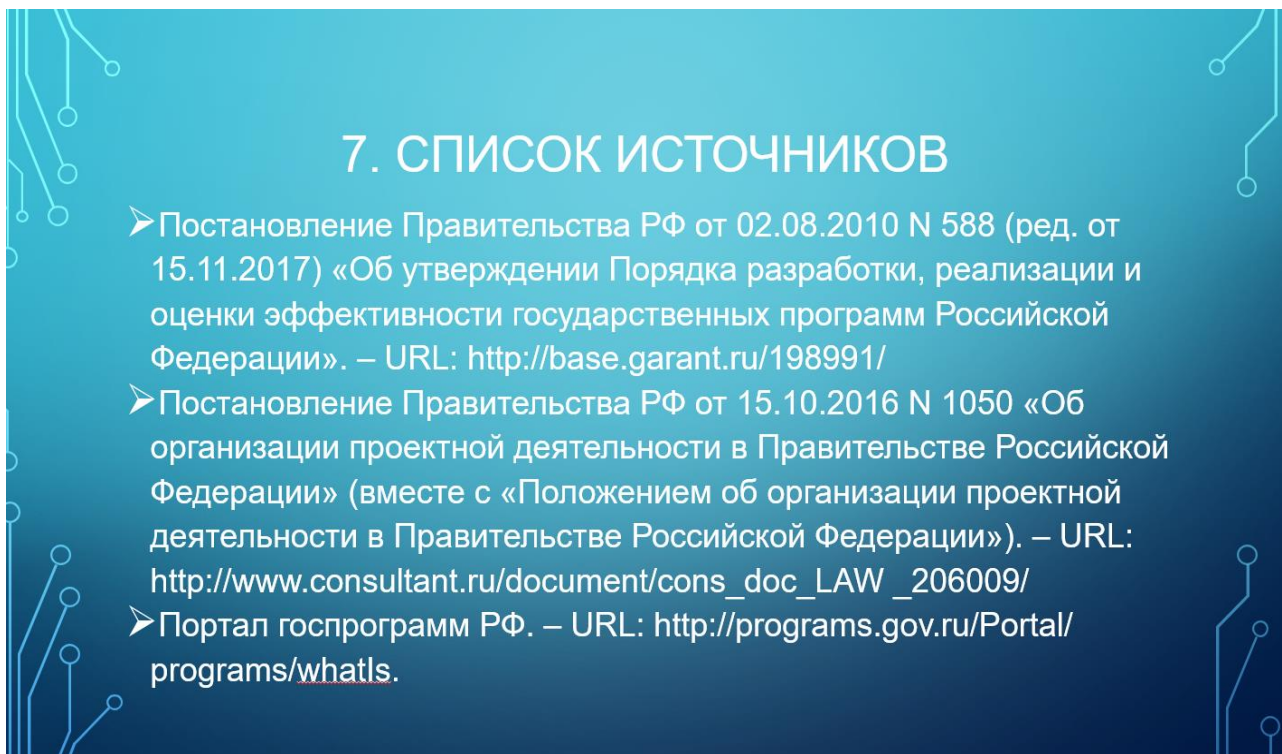 7. СПИСОК ИСТОЧНИКОВ
➢Постановление Правительства РФ от 02.08.2010 N 588 (ред. от
15.11.2017) «Об утверждении Порядка разработки, реализации и
оценки эффективности государственных программ Российской
Федерации». – URL: http://base.garant.ru/198991/
➢Постановление Правительства РФ от 15.10.2016 N 1050 «Об
организации проектной деятельности в Правительстве Российской
Федерации» (вместе с «Положением об организации проектной
деятельности в Правительстве Российской Федерации»). – URL:
http://www.consultant.ru/document/cons_doc_LAW _206009/
➢Портал госпрограмм РФ. – URL: http://programs.gov.ru/Portal/
programs/whatIs.